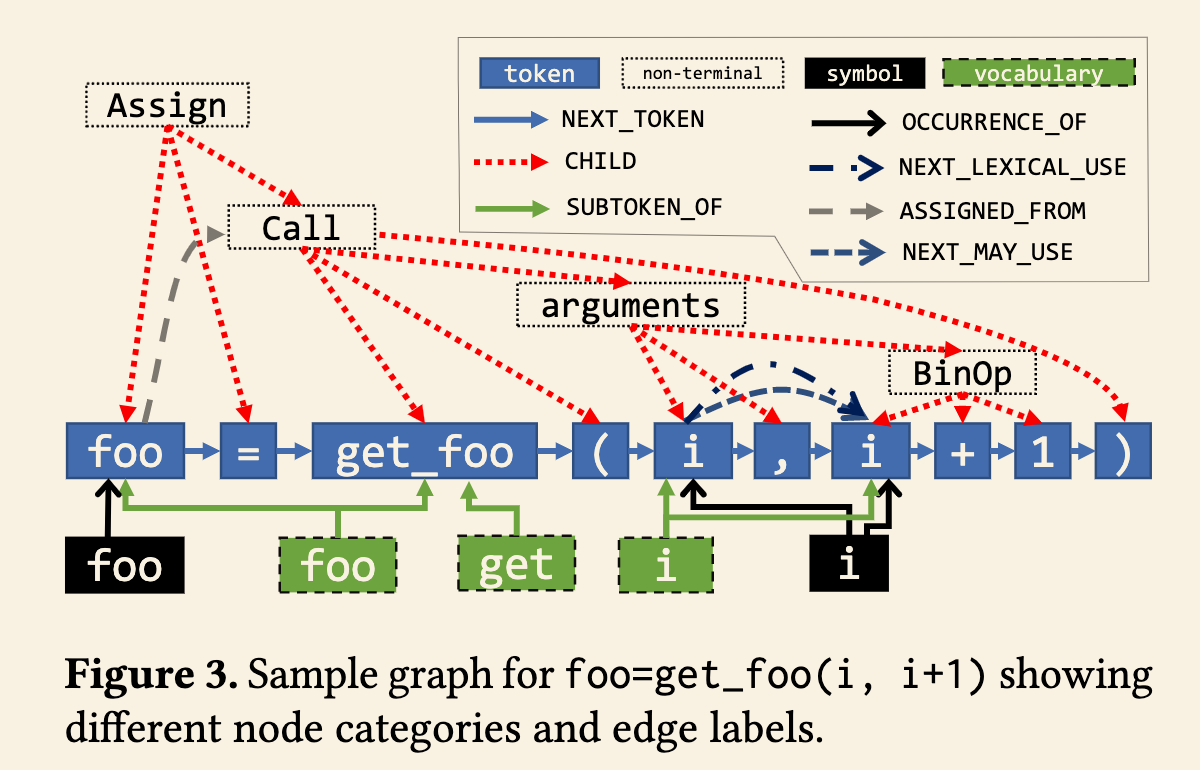 token non-terminal symbol vocabulary
Assign
NEXT_TOKEN OCCURRENCE_OF
CHILD NEXT_LEXICAL_USE
SUBTOKEN_OF ASSIGNED_FROM
Call
NEXT_MAY_USE
arguments
BinOp
foo = get_foo ( i , i + 1 )
foo foo get i i
Figure 3. Sample graph for foo=get_foo(i, i+1) showing
different node categories and edge labels.